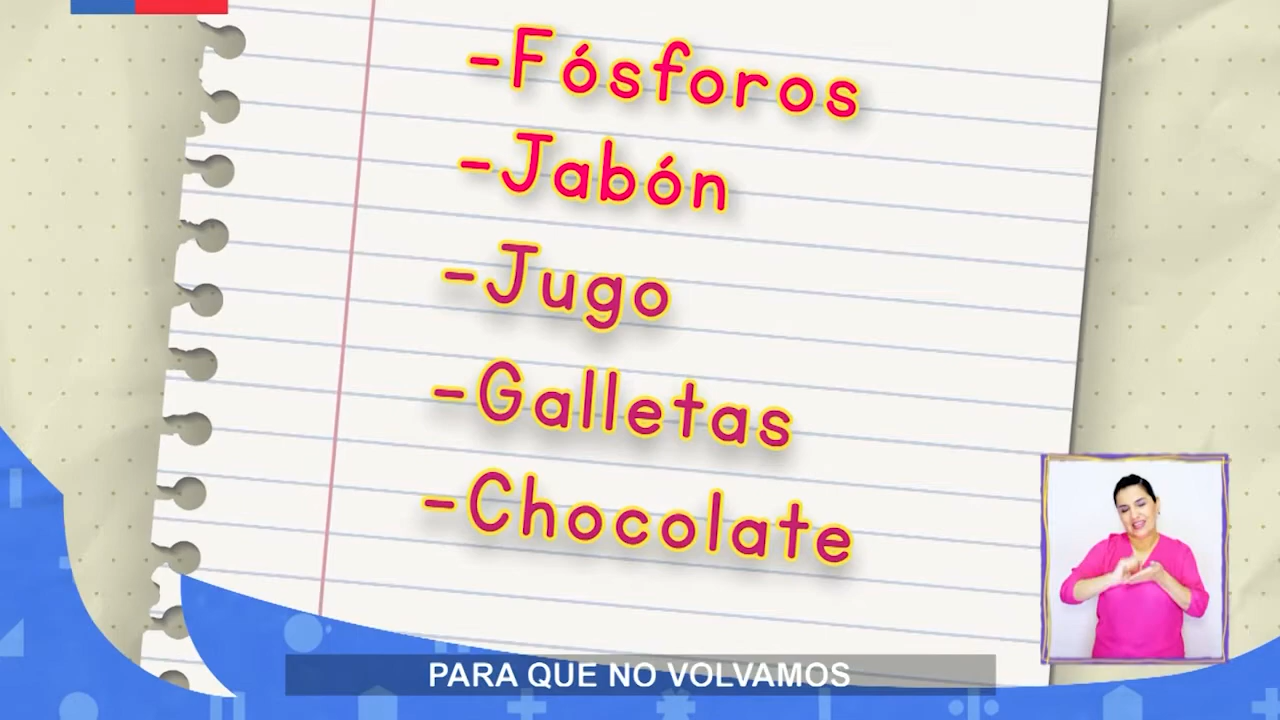 -Fósforos
-Jabón
-Jugo
-Galletas
-Chocolate
PARA QUE NO VOLVAMOS